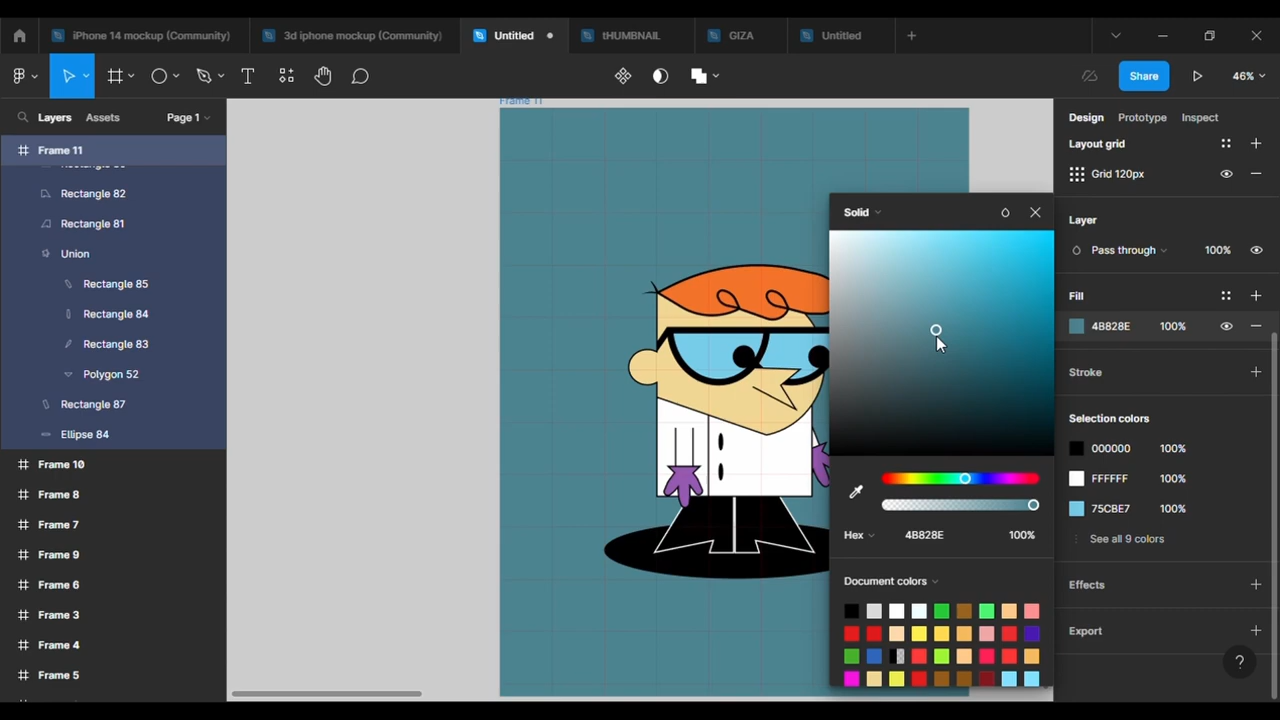 iPhone 14 mockup (Community)
3d iphone mockup (Community)
Untitled
tHUMBNAIL
GIZA
Untitled
Share
46%
Layers
Assets
Page 1
Frame 11
Rectangle 82
Rectangle 81
Union
Rectangle 85
Rectangle 84
Rectangle 83
Polygon 52
Rectangle 87
Ellipse 84
Frame 10
Frame 8
Frame 7
Frame 9
Frame 6
Frame 3
Frame 4
Frame 5
Frame 11
Solid
Hex
4B828E
100%
Document colors
Design
Prototype
Inspect
Layout grid
Grid 120px
Layer
Pass through
100%
Fill
4B828E
100%
Stroke
Selection colors
000000
100%
FFFFFF
100%
75CBE7
100%
See all 9 colors
Effects
Export
?